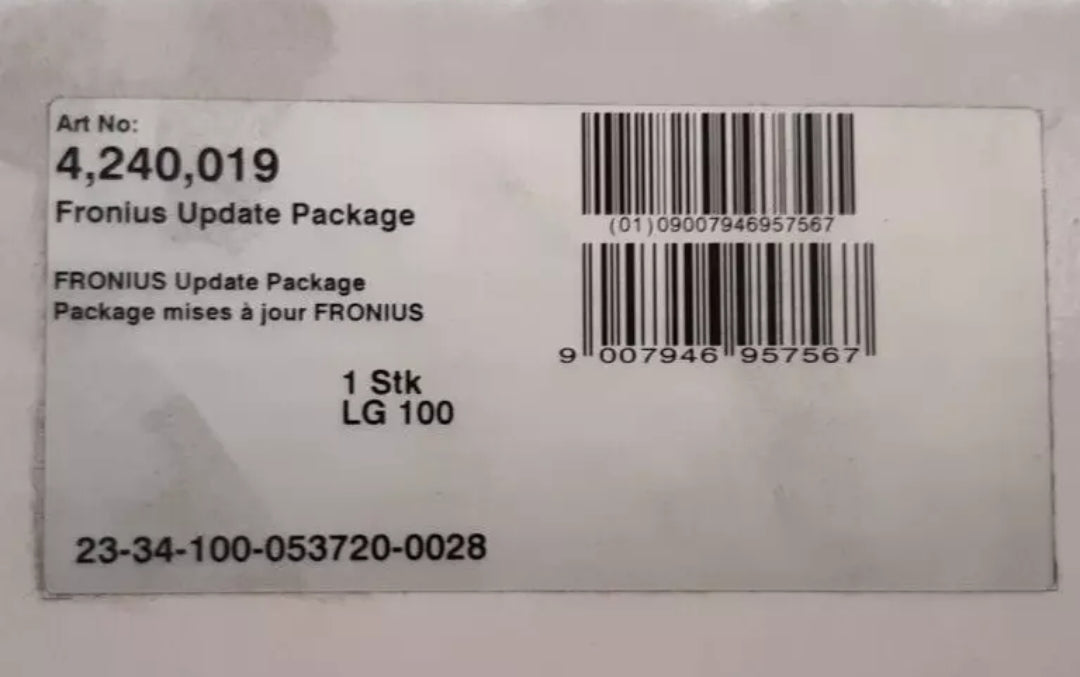 Art No:
4,240,019
Fronius Update Package
FRONIUS Update Package
Package mises à jour FRONIUS
1 Stk
LG 100
23-34-100-053720-0028
(01)09007946957567
9 007946 957567